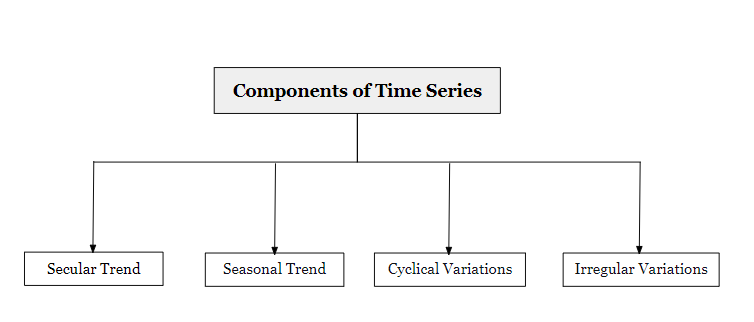 Components of Time Series
Secular Trend
Seasonal Trend
Cyclical Variations
Irregular Variations